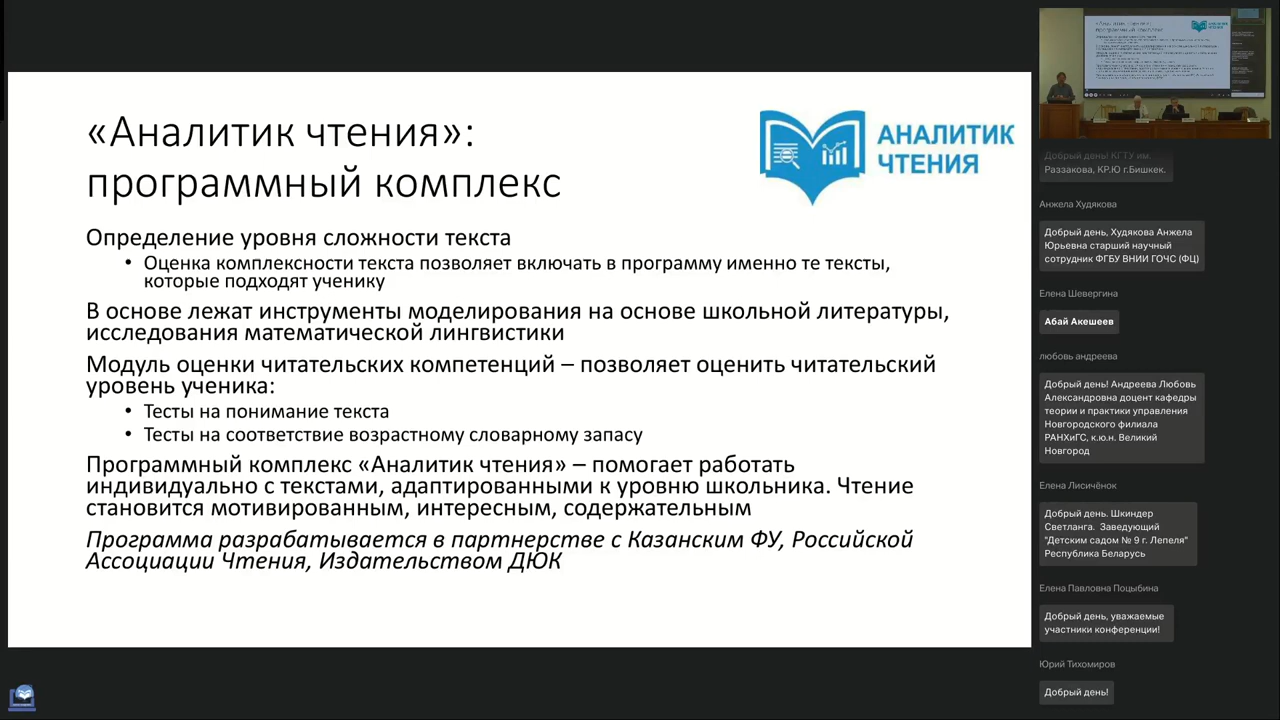 «Аналитик чтения»:
программный комплекс
АНАЛИТИК
ЧТЕНИЯ
Определение уровня сложности текста
• Оценка комплексности текста позволяет включать в программу именно те тексты,
которые подходят ученику
В основе лежат инструменты моделирования на основе школьной литературы,
исследования математической лингвистики
Модуль оценки читательских компетенций – позволяет оценить читательский
уровень ученика:
• Тесты на понимание текста
• Тесты на соответствие возрастному словарному запасу
Программный комплекс «Аналитик чтения» – помогает работать
индивидуально с текстами, адаптированными к уровню школьника. Чтение
становится мотивированным, интересным, содержательным
Программа разрабатывается в партнерстве с Казанским ФУ, Российской
Ассоциации Чтения, Издательством ДЮК
Добрый день! КГТУ им.
Раззакова, КР.Ю г.Бишкек.
Анжела Худякова
Добрый день, Худякова Анжела
Юрьевна старший научный
сотрудник ФГБУ ВНИИ ГОЧС (ФЦ)
Елена Шевергина
Абай Акешеев
любовь андреева
Добрый день! Андреева Любовь
Александровна доцент кафедры
теории и практики управления
Новгородского филиала
РАНХиГС, к.ю.н. Великий
Новгород
Елена Лисичёнок
Добрый день. Шкиндер
Светланга. Заведующий
"Детским садом № 9 г. Лепеля"
Республика Беларусь
Елена Павловна Поцыбина
Добрый день, уважаемые
участники конференции!
Юрий Тихомиров
Добрый день!